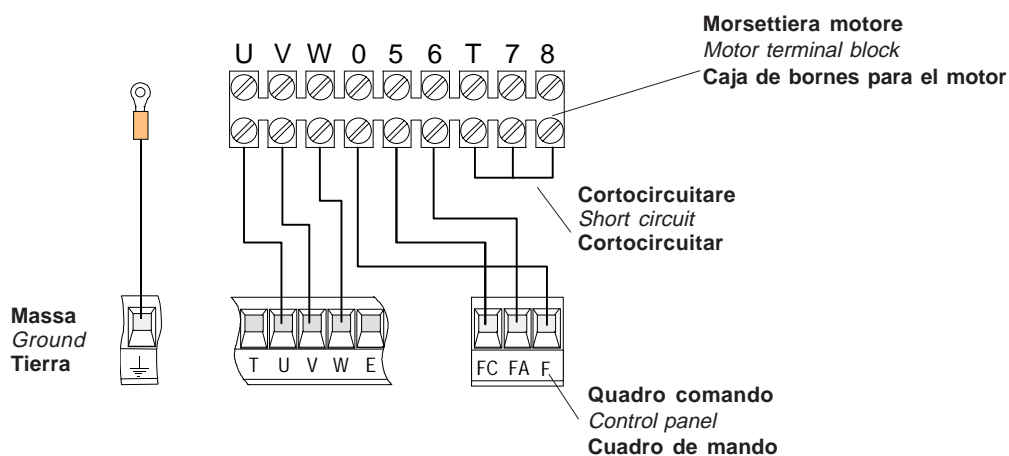 Morsettiera motore
Motor terminal block
Caja de bornes para el motor
U V W 0 5 6 T 7 8
Cortocircuitare
Short circuit
Cortocircuitar
Massa
Ground
Tierra
T U V W E
FC FA F
Quadro comando
Control panel
Cuadro de mando